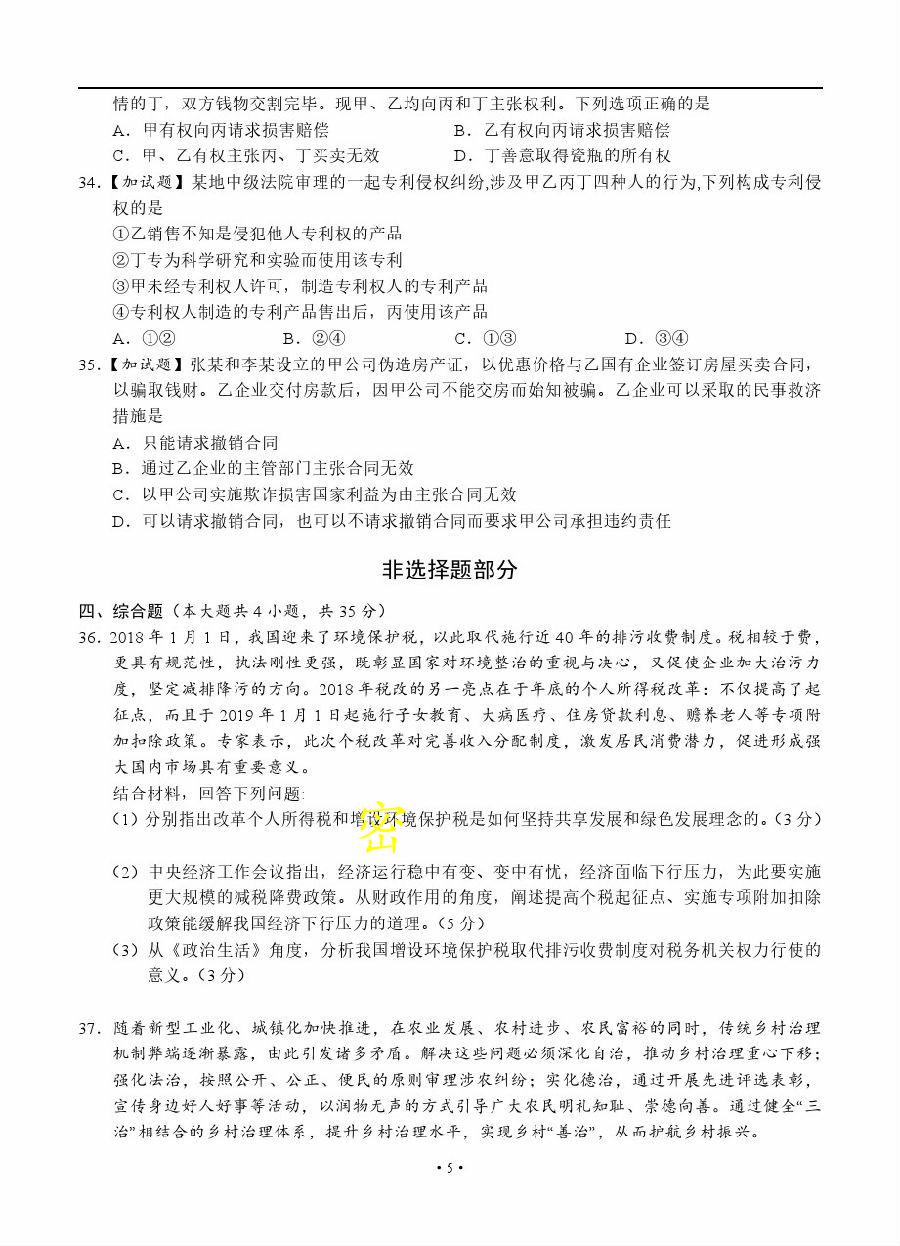 情的丁，双方钱物交割完毕。现甲、乙均向丙和丁主张权利。下列选项正确的是
A．甲有权向丙请求损害赔偿 B．乙有权向丙请求损害赔偿
C．甲、乙有权主张丙、丁买卖无效 D．丁善意取得瓷瓶的所有权
34．【加试题】某地中级法院审理的一起专利侵权纠纷,涉及甲乙丙丁四种人的行为,下列构成专利侵
权的是
①乙销售不知是侵犯他人专利权的产品
②丁专为科学研究和实验而使用该专利
③甲未经专利权人许可，制造专利权人的专利产品
④专利权人制造的专利产品售出后，丙使用该产品
A．①② B．②④ C．①③ D．③④
35．【加试题】张某和李某设立的甲公司伪造房产证，以优惠价格与乙国有企业签订房屋买卖合同，
以骗取钱财。乙企业交付房款后，因甲公司不能交房而始知被骗。乙企业可以采取的民事救济
措施是
A．只能请求撤销合同
B．通过乙企业的主管部门主张合同无效
C．以甲公司实施欺诈损害国家利益为由主张合同无效
D．可以请求撤销合同，也可以不请求撤销合同而要求甲公司承担违约责任
非选择题部分
四、综合题（本大题共 4 小题，共 35 分）
36．2018 年 1 月 1 日，我国迎来了环境保护税，以此取代施行近 40 年的排污收费制度。税相较于费，
更具有规范性，执法刚性更强，既彰显国家对环境整治的重视与决心，又促使企业加大治污力
度，坚定减排降污的方向。2018 年税改的另一亮点在于年底的个人所得税改革：不仅提高了起
征点，而且于 2019 年 1 月 1 日起施行子女教育、大病医疗、住房贷款利息、赡养老人等专项附
加扣除政策。专家表示，此次个税改革对完善收入分配制度，激发居民消费潜力，促进形成强
大国内市场具有重要意义。
结合材料，回答下列问题：
（1）分别指出改革个人所得税和增设环境保护税是如何坚持共享发展和绿色发展理念的。（3 分）
密
（2）中央经济工作会议指出，经济运行稳中有变、变中有忧，经济面临下行压力，为此要实施
更大规模的减税降费政策。从财政作用的角度，阐述提高个税起征点、实施专项附加扣除
政策能缓解我国经济下行压力的道理。（5 分）
（3）从《政治生活》角度，分析我国增设环境保护税取代排污收费制度对税务机关权力行使的
意义。（3 分）
37．随着新型工业化、城镇化加快推进，在农业发展、农村进步、农民富裕的同时，传统乡村治理
机制弊端逐渐暴露，由此引发诸多矛盾。解决这些问题必须深化自治，推动乡村治理重心下移；
强化法治，按照公开、公正、便民的原则审理涉农纠纷；实化德治，通过开展先进评选表彰，
宣传身边好人好事等活动，以润物无声的方式引导广大农民明礼知耻、崇德向善。通过健全“三
治”相结合的乡村治理体系，提升乡村治理水平，实现乡村“善治”，从而护航乡村振兴。
• 5 •